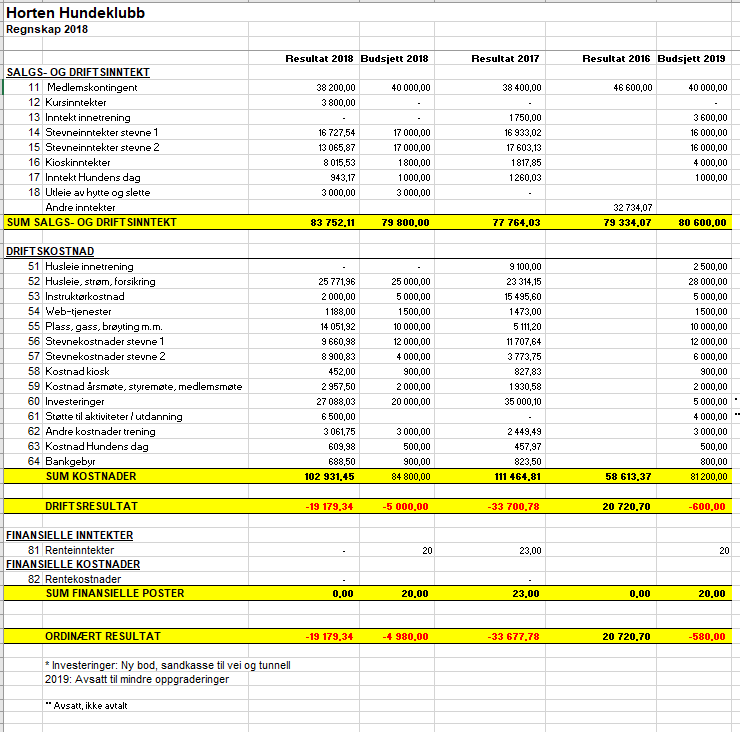 Horten Hundeklubb
Regnskap 2018
Resultat 2018 Budsjett 2018 Resultat 2017 Resultat 2016 Budsjett 2019
SALGS- OG DRIFTSINNTEKT
11 Medlemskontingent 38 200,00 40 000,00 38 400,00 46 600,00 40 000,00
12 Kursinntekter 3 800,00 - - -
13 Inntekt innetrening - - 1 750,00 3 600,00
14 Stevneinntekter stevne 1 16 727,54 17 000,00 16 933,02 16 000,00
15 Stevneinntekter stevne 2 13 065,87 17 000,00 17 603,13 16 000,00
16 Kioskinntekter 8 015,53 1 800,00 1 817,85 4 000,00
17 Inntekt Hundens dag 943,17 1 000,00 1 260,03 1 000,00
18 Utleie av hytte og slette 3 000,00 3 000,00 -
Andre inntekter 32 734,07
SUM SALGS- OG DRIFTSINNTEKT 83 752,11 79 800,00 77 764,03 79 334,07 80 600,00
DRIFTSKOSTNAD
51 Husleie innetrening - - 9 100,00 2 500,00
52 Husleie, strøm, forsikring 25 771,96 25 000,00 23 314,15 28 000,00
53 Instruktørkostnad 2 000,00 5 000,00 15 495,60 5 000,00
54 Web-tjenester 1 188,00 1 500,00 1 473,00 1 500,00
55 Plass, gass, brøyting m.m. 14 051,92 10 000,00 5 111,20 10 000,00
56 Stevnekostnader stevne 1 9 660,98 12 000,00 11 707,64 12 000,00
57 Stevnekostnader stevne 2 8 900,83 4 000,00 3 773,75 6 000,00
58 Kostnad kiosk 452,00 900,00 827,83 900,00
59 Kostnad årsmøte, styremøte, medlemsmøte 2 957,50 2 000,00 1 930,58 2 000,00
60 Investeringer 27 088,03 20 000,00 35 000,10 5 000,00 *
61 Støtte til aktiviteter / utdanning 6 500,00 - 4 000,00 **
62 Andre kostnader trening 3 061,75 3 000,00 2 449,49 3 000,00
63 Kostnad Hundens dag 609,98 500,00 457,97 500,00
64 Bankgebyr 688,50 900,00 823,50 800,00
SUM KOSTNADER 102 931,45 84 800,00 111 464,81 58 613,37 81 200,00
DRIFTSRESULTAT -19 179,34 -5 000,00 -33 700,78 20 720,70 -600,00
FINANSIELLE INNTEKTER
81 Renteinntekter - 20 23,00 20
FINANSIELLE KOSTNADER
82 Rentekostnader - -
SUM FINANSIELLE POSTER 0,00 20,00 23,00 0,00 20,00
ORDINÆRT RESULTAT -19 179,34 -4 980,00 -33 677,78 20 720,70 -580,00
* Investeringer: Ny bod, sandkasse til vei og tunnell
2019: Avsatt til mindre oppgraderinger
** Avsatt, ikke avtalt